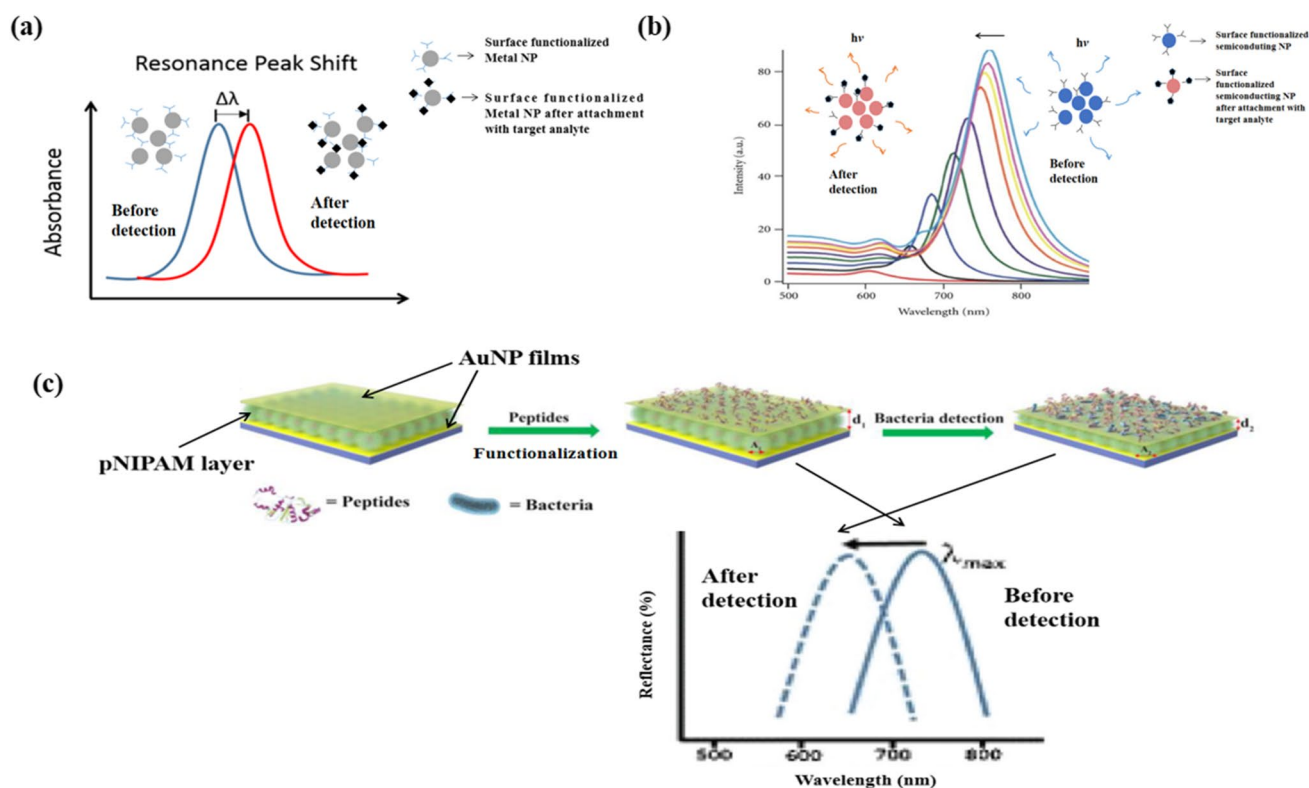 (a)
Resonance Peak Shift
Δλ
Before
detection
After
detection
Absorbance
Surface functionalized
Metal NP
Surface functionalized
Metal NP after attachment
with target analyte
(b)
hν
hν
After
detection
Before
detection
Surface functionalized
semiconduting NP
Surface
functionalized
semiconducting NP
after attachment with
target analyte
Intensity (a.u.)
80
60
40
20
0
500
600
700
800
Wavelength (nm)
(c)
AuNP films
pNIPAM layer
Peptides
Functionalization
d1
Bacteria detection
d2
= Peptides
= Bacteria
After
detection
λmax
Before
detection
Reflectance (%)
500
600
700
800
Wavelength (nm)